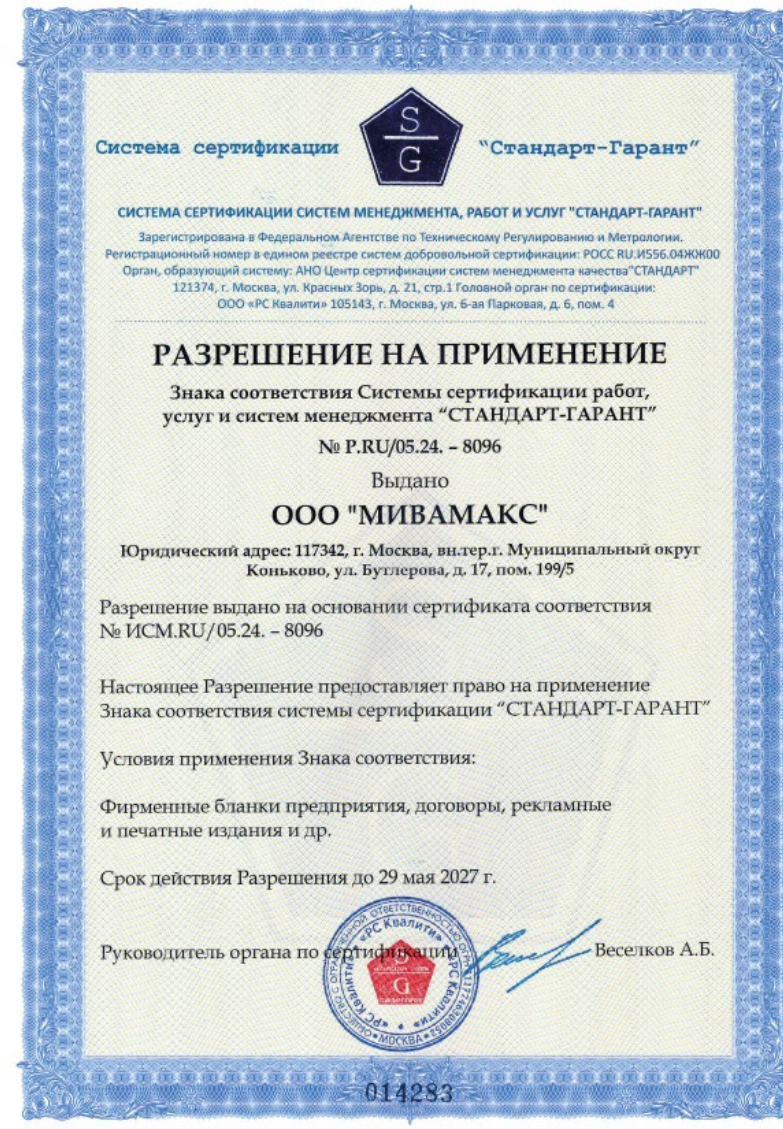 Система сертификации
S
G
“Стандарт-Гарант”
СИСТЕМА СЕРТИФИКАЦИИ СИСТЕМ МЕНЕДЖМЕНТА, РАБОТ И УСЛУГ "СТАНДАРТ-ГАРАНТ"
Зарегистрирована в Федеральном Агентстве по Техническому Регулированию и Метрологии.
Регистрационный номер в едином реестре систем добровольной сертификации: РОСС RU.И556.04ЖЖ00
Орган, образующий систему: АНО Центр сертификации систем менеджмента качества"СТАНДАРТ"
121374, г. Москва, ул. Красных Зорь, д. 21, стр.1 Головной орган по сертификации:
ООО «РС Квалити» 105143, г. Москва, ул. 6-ая Парковая, д. 6, пом. 4
РАЗРЕШЕНИЕ НА ПРИМЕНЕНИЕ
Знака соответствия Системы сертификации работ,
услуг и систем менеджмента “СТАНДАРТ-ГАРАНТ”
№ P.RU/05.24. – 8096
Выдано
ООО "МИВАМАКС"
Юридический адрес: 117342, г. Москва, вн.тер.г. Муниципальный округ
Коньково, ул. Бутлерова, д. 17, пом. 199/5
Разрешение выдано на основании сертификата соответствия
№ ИСМ.RU/05.24. – 8096
Настоящее Разрешение предоставляет право на применение
Знака соответствия системы сертификации “СТАНДАРТ-ГАРАНТ”
Условия применения Знака соответствия:
Фирменные бланки предприятия, договоры, рекламные
и печатные издания и др.
Срок действия Разрешения до 29 мая 2027 г.
Руководитель органа по сертификации
Веселков А.Б.
«РС Квалити»
S
G
МОСКВА
014283